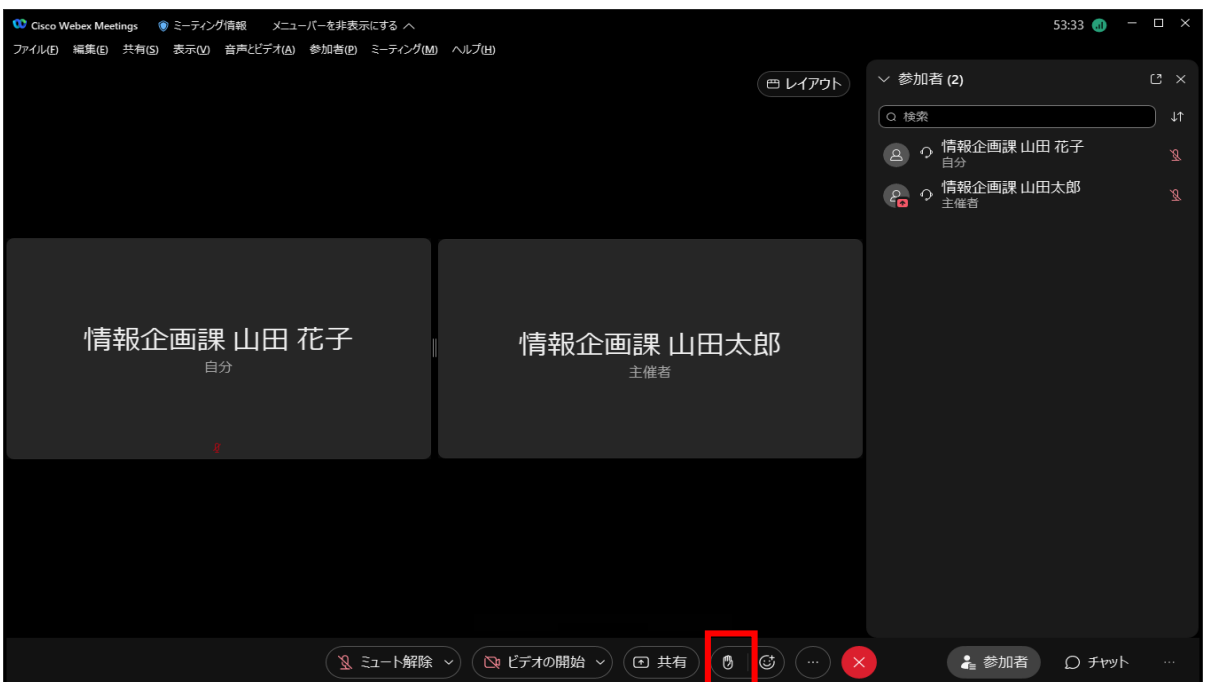 Cisco Webex Meetings ミーティング情報 メニューバーを非表示にする 53:33
ファイル(F) 編集(E) 共有(S) 表示(V) 音声とビデオ(A) 参加者(P) ミーティング(M) ヘルプ(H)
レイアウト
参加者 (2)
検索
情報企画課 山田 花子
自分
情報企画課 山田太郎
主催者
情報企画課 山田 花子
自分
情報企画課 山田太郎
主催者
ミュート解除 ビデオの開始 共有 参加者 チャット